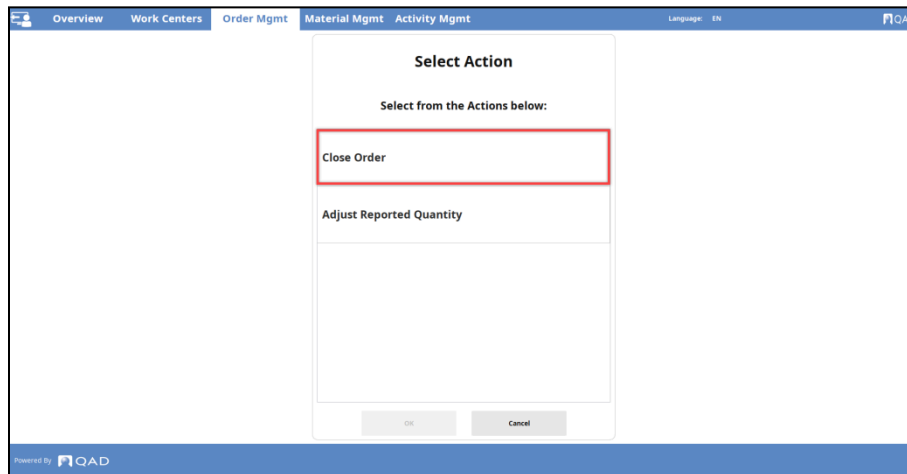 Overview Work Centers Order Mgmt Material Mgmt Activity Mgmt Language: EN
Select Action
Select from the Actions below:
Close Order
Adjust Reported Quantity
OK Cancel
Powered By QAD